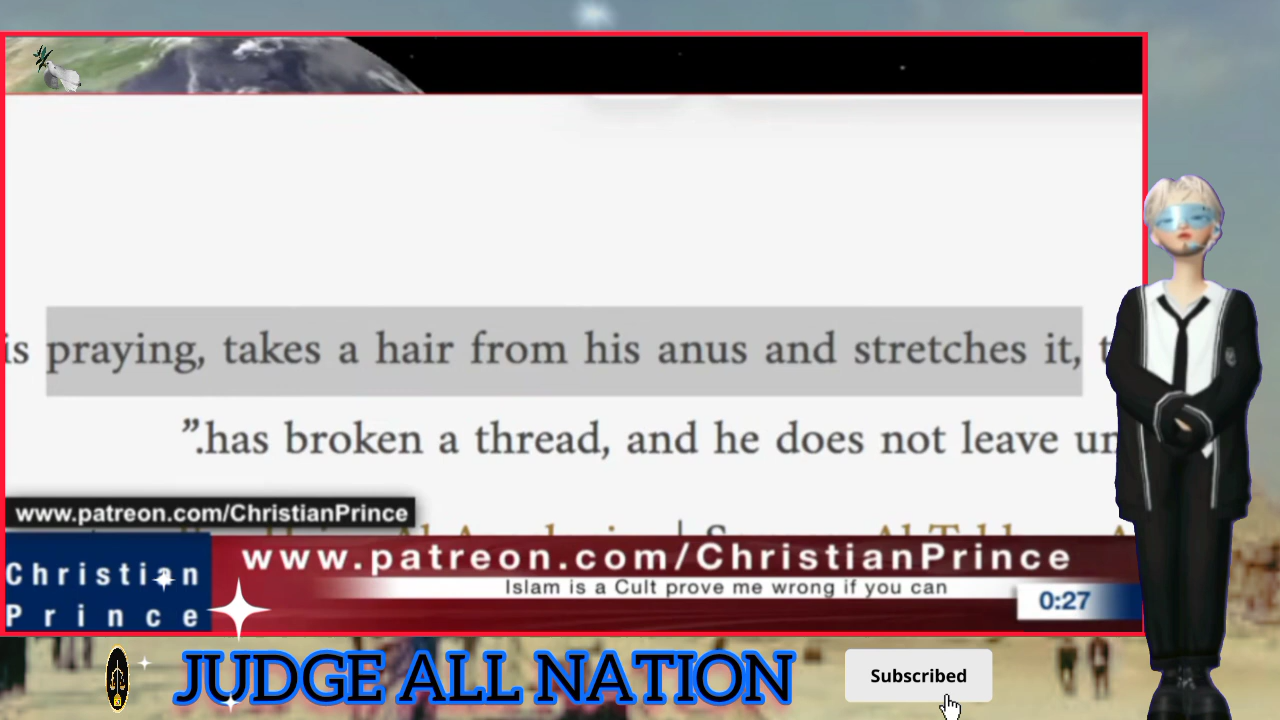 is praying, takes a hair from his anus and stretches it,
”.has broken a thread, and he does not leave
www.patreon.com/ChristianPrince
www.patreon.com/ChristianPrince
Christian
Prince
Islam is a Cult prove me wrong if you can
0:27
JUDGE ALL NATION
Subscribed